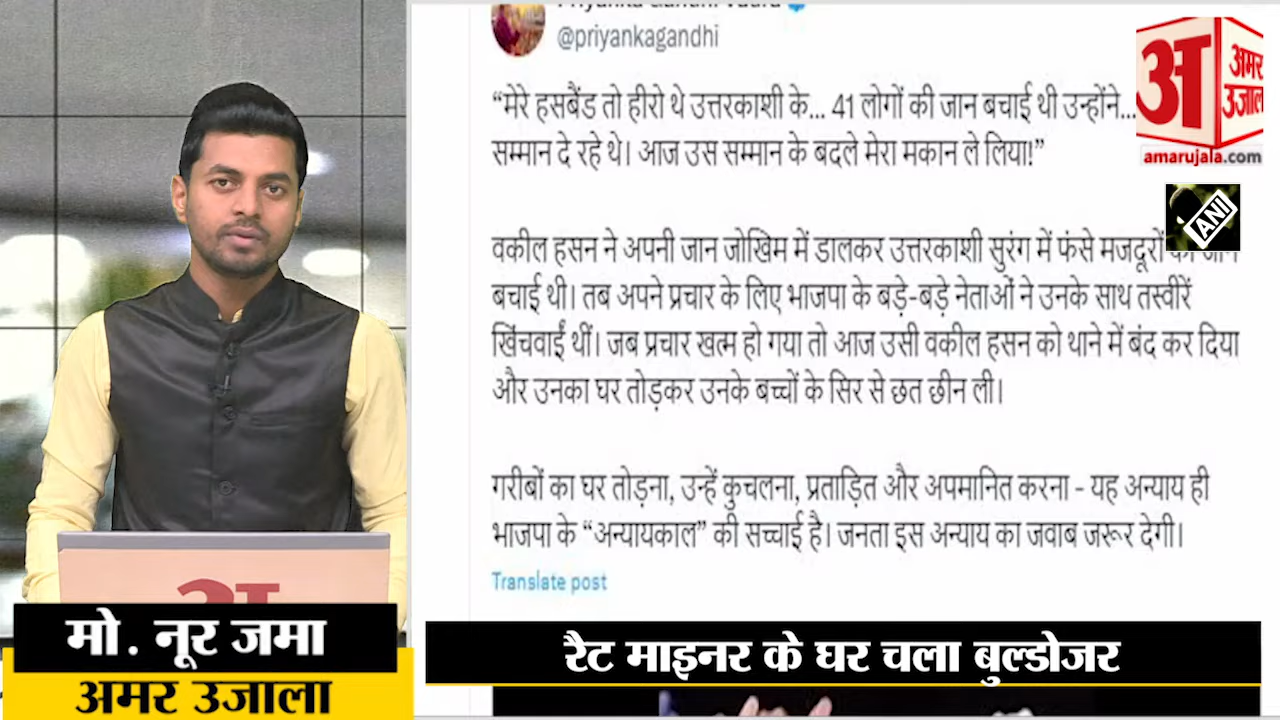 Priyanka Gandhi Vadra
@priyankagandhi
“मेरे हसबैंड तो हीरो थे उत्तरकाशी के... 41 लोगों की जान बचाई थी उन्होंने...
सम्मान दे रहे थे। आज उस सम्मान के बदले मेरा मकान ले लिया!”
वकील हसन ने अपनी जान जोखिम में डालकर उत्तरकाशी सुरंग में फंसे मजदूरों की जान
बचाई थी। तब अपने प्रचार के लिए भाजपा के बड़े-बड़े नेताओं ने उनके साथ तस्वीरें
खिंचवाईं थीं। जब प्रचार खत्म हो गया तो आज उसी वकील हसन को थाने में बंद कर दिया
और उनका घर तोड़कर उनके बच्चों के सिर से छत छीन ली।
गरीबों का घर तोड़ना, उन्हें कुचलना, प्रताड़ित और अपमानित करना - यह अन्याय ही
भाजपा के “अन्यायकाल” की सच्चाई है। जनता इस अन्याय का जवाब जरूर देगी।
Translate post
अ
अमर
उजाला
amarujala.com
ANI
अ
मो. नूर जमा
अमर उजाला
रैट माइनर के घर चला बुल्डोजर